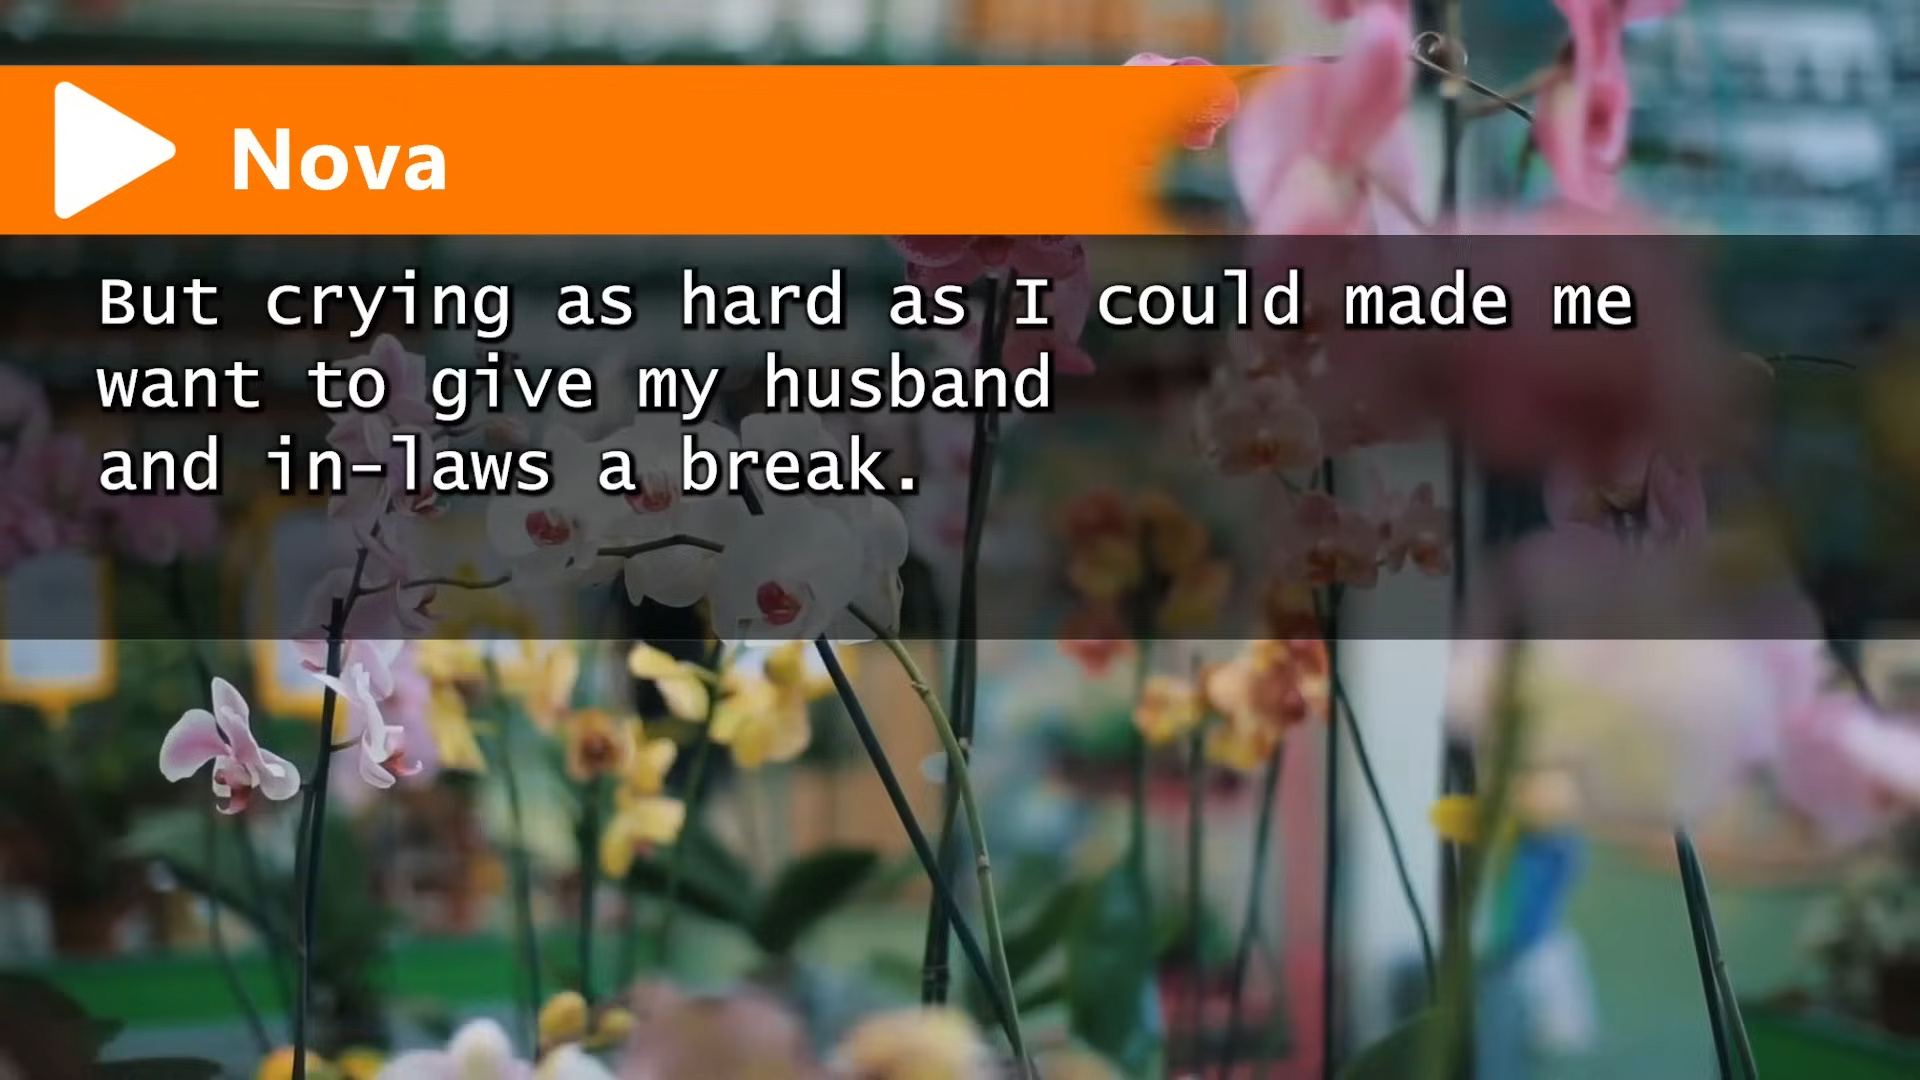 Nova
But crying as hard as I could made me
want to give my husband
and in-laws a break.